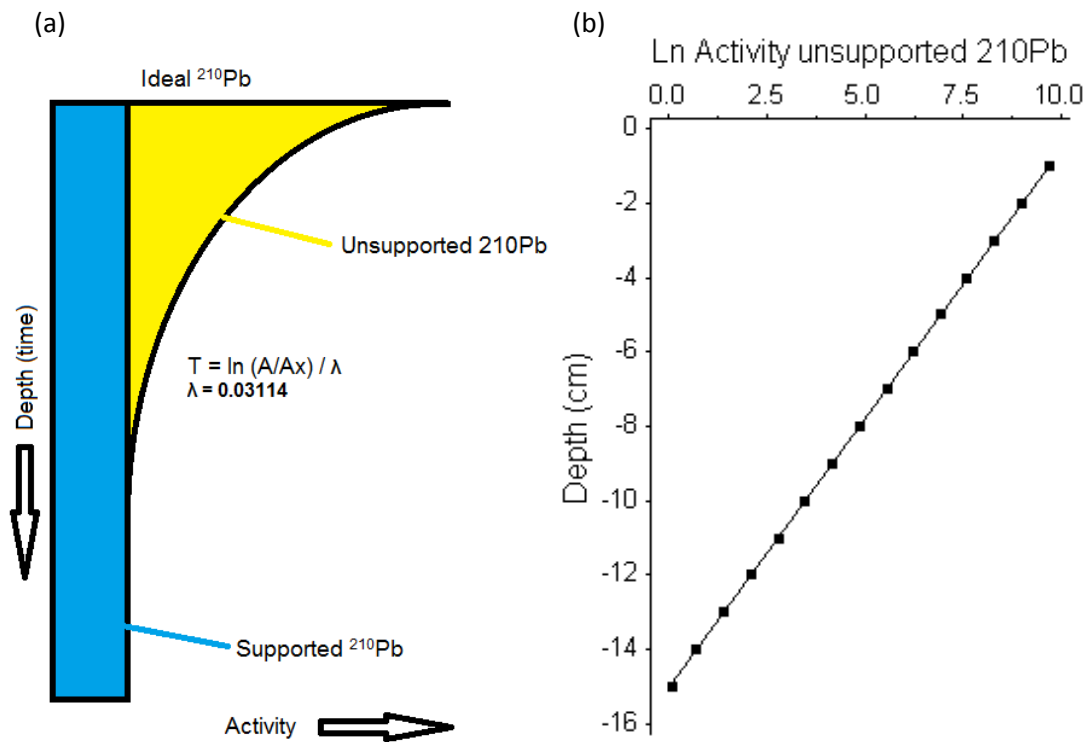 (a)
Ideal ²¹⁰Pb
Unsupported 210Pb
T = ln (A/Ax) / λ
λ = 0.03114
Depth (time)
Supported ²¹⁰Pb
Activity
(b)
Ln Activity unsupported 210Pb
0.0 2.5 5.0 7.5 10.0
0
-2
-4
-6
-8
-10
-12
-14
-16
Depth (cm)